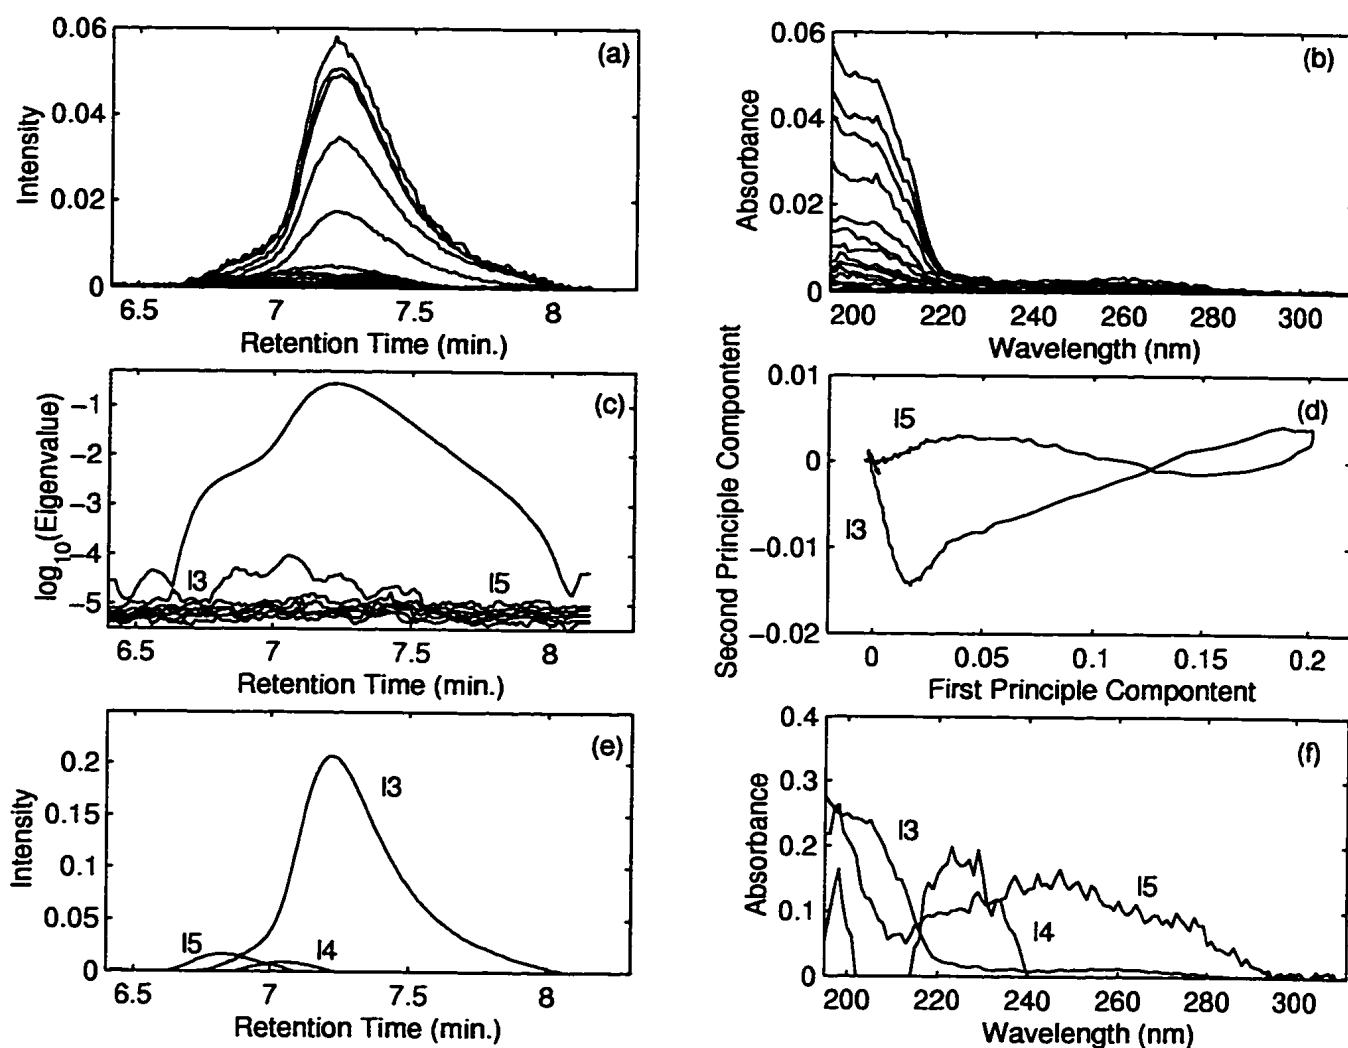 0.06
0.04
0.02
0
Intensity
(a)
6.5
7
7.5
8
Retention Time (min.)
0.06
0.04
0.02
0
Absorbance
(b)
200
220
240
260
280
300
Wavelength (nm)
-1
-2
-3
-4
-5
log10(Eigenvalue)
(c)
I3
I5
6.5
7
7.5
8
Retention Time (min.)
0.01
0
-0.01
-0.02
Second Principle Compontent
(d)
I5
I3
0
0.05
0.1
0.15
0.2
First Principle Compontent
0.2
0.15
0.1
0.05
0
Intensity
(e)
I3
I5
I4
6.5
7
7.5
8
Retention Time (min.)
0.4
0.3
0.2
0.1
0
Absorbance
(f)
I3
I5
I4
200
220
240
260
280
300
Wavelength (nm)